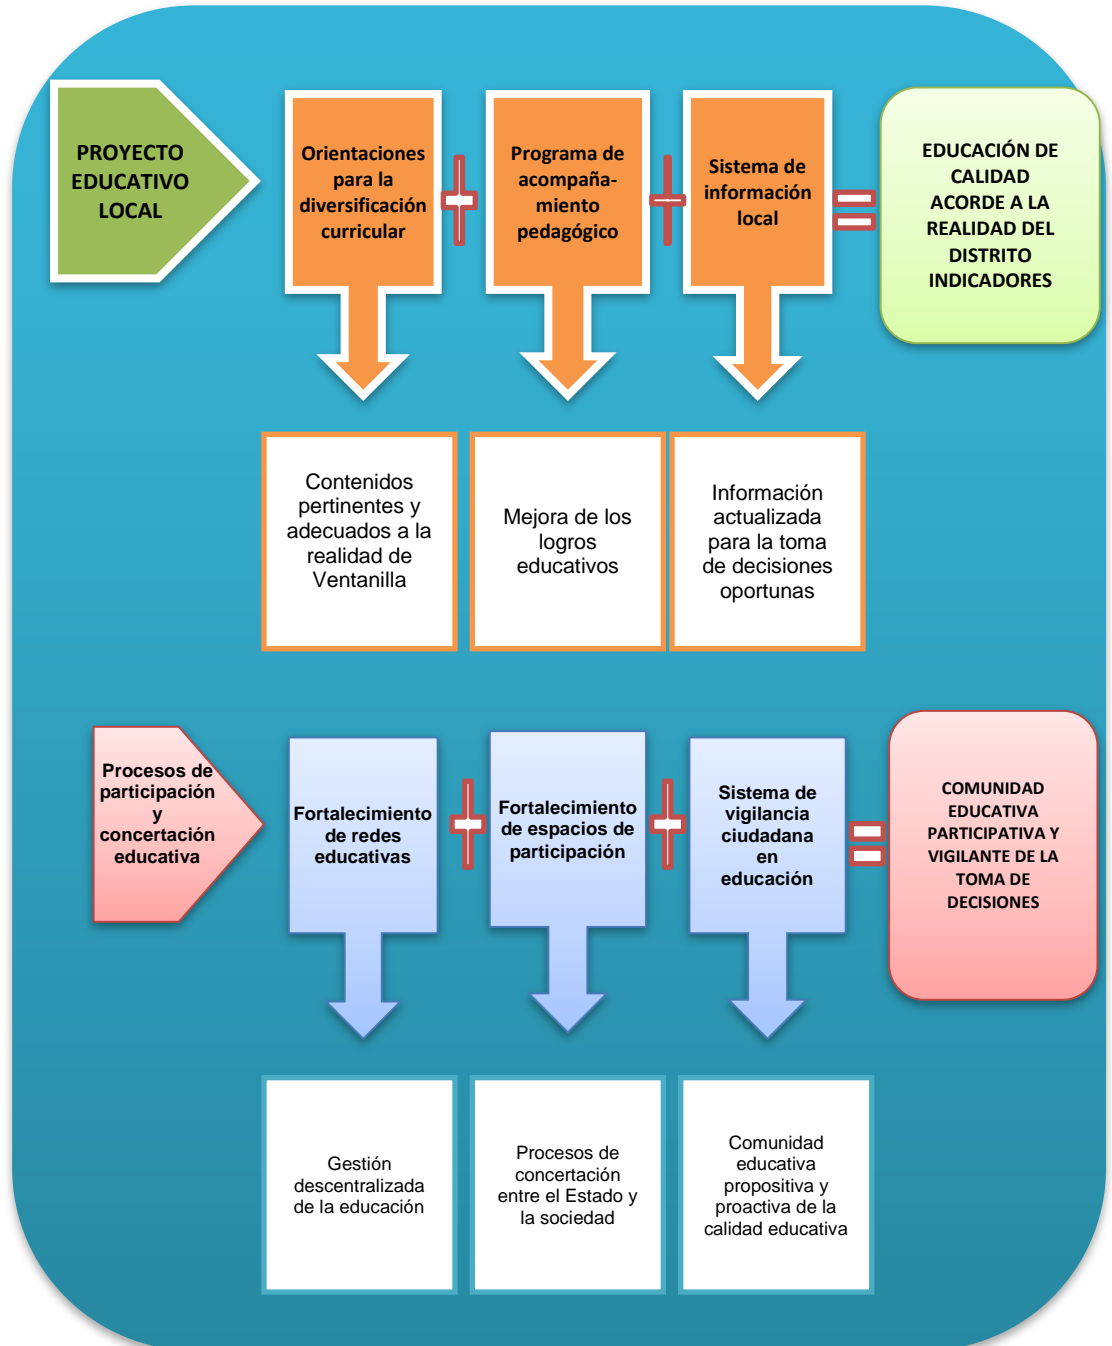 PROYECTO
EDUCATIVO
LOCAL
Orientaciones
para la
diversificación
curricular
Programa de
acompaña-
miento
pedagógico
Sistema de
información
local
EDUCACIÓN DE
CALIDAD
ACORDE A LA
REALIDAD DEL
DISTRITO
INDICADORES
Contenidos
pertinentes y
adecuados a la
realidad de
Ventanilla
Mejora de los
logros
educativos
Información
actualizada
para la toma
de decisiones
oportunas
Procesos de
participación
y
concertación
educativa
Fortalecimiento
de redes
educativas
Fortalecimiento
de espacios de
participación
Sistema de
vigilancia
ciudadana
en
educación
COMUNIDAD
EDUCATIVA
PARTICIPATIVA Y
VIGILANTE DE LA
TOMA DE
DECISIONES
Gestión
descentralizada
de la educación
Procesos de
concertación
entre el Estado y
la sociedad
Comunidad
educativa
propositiva y
proactiva de la
calidad educativa